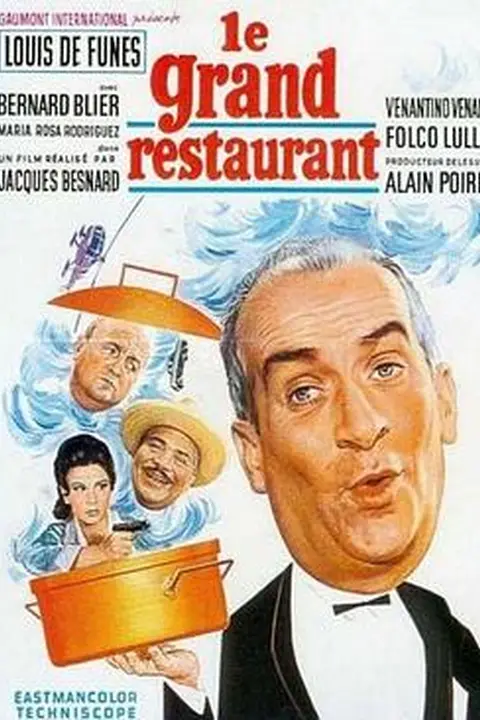 GAUMONT INTERNATIONAL présente
LOUIS DE FUNES
le
grand
restaurant
avec
BERNARD BLIER
MARIA ROSA RODRIGUEZ
dans
UN FILM RÉALISÉ PAR
JACQUES BESNARD
VENANTINO VENA
FOLCO LULL
PRODUCTEUR DELEGU
ALAIN POIR
EASTMANCOLOR
TECHNISCOPE